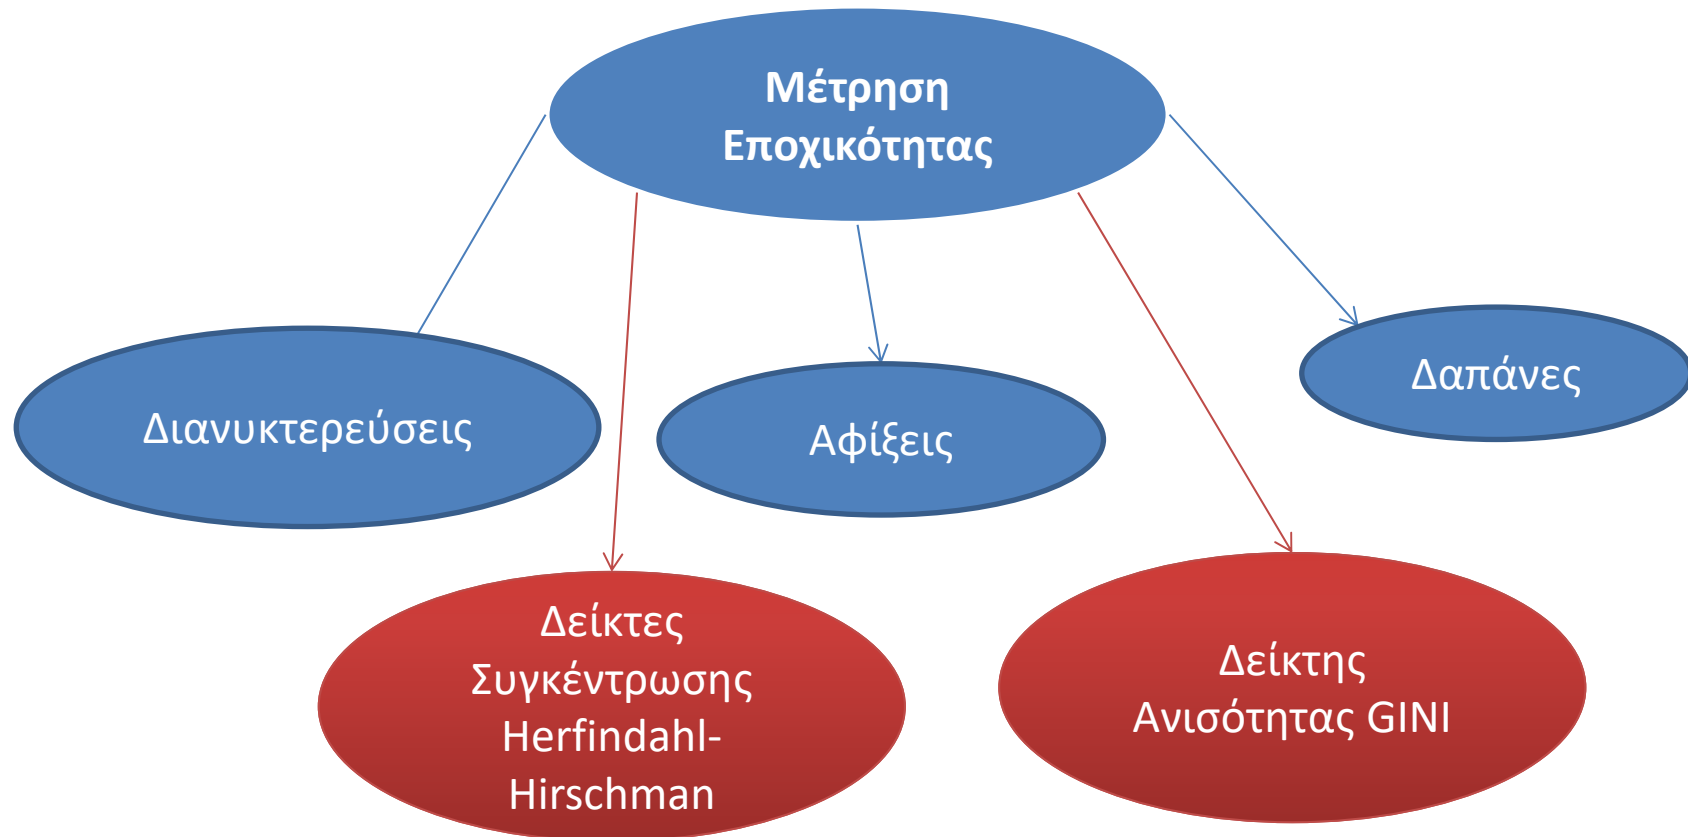 Μέτρηση
Εποχικότητας
Διανυκτερεύσεις
Αφίξεις
Δαπάνες
Δείκτες
Συγκέντρωσης
Herfindahl-
Hirschman
Δείκτης
Ανισότητας GINI